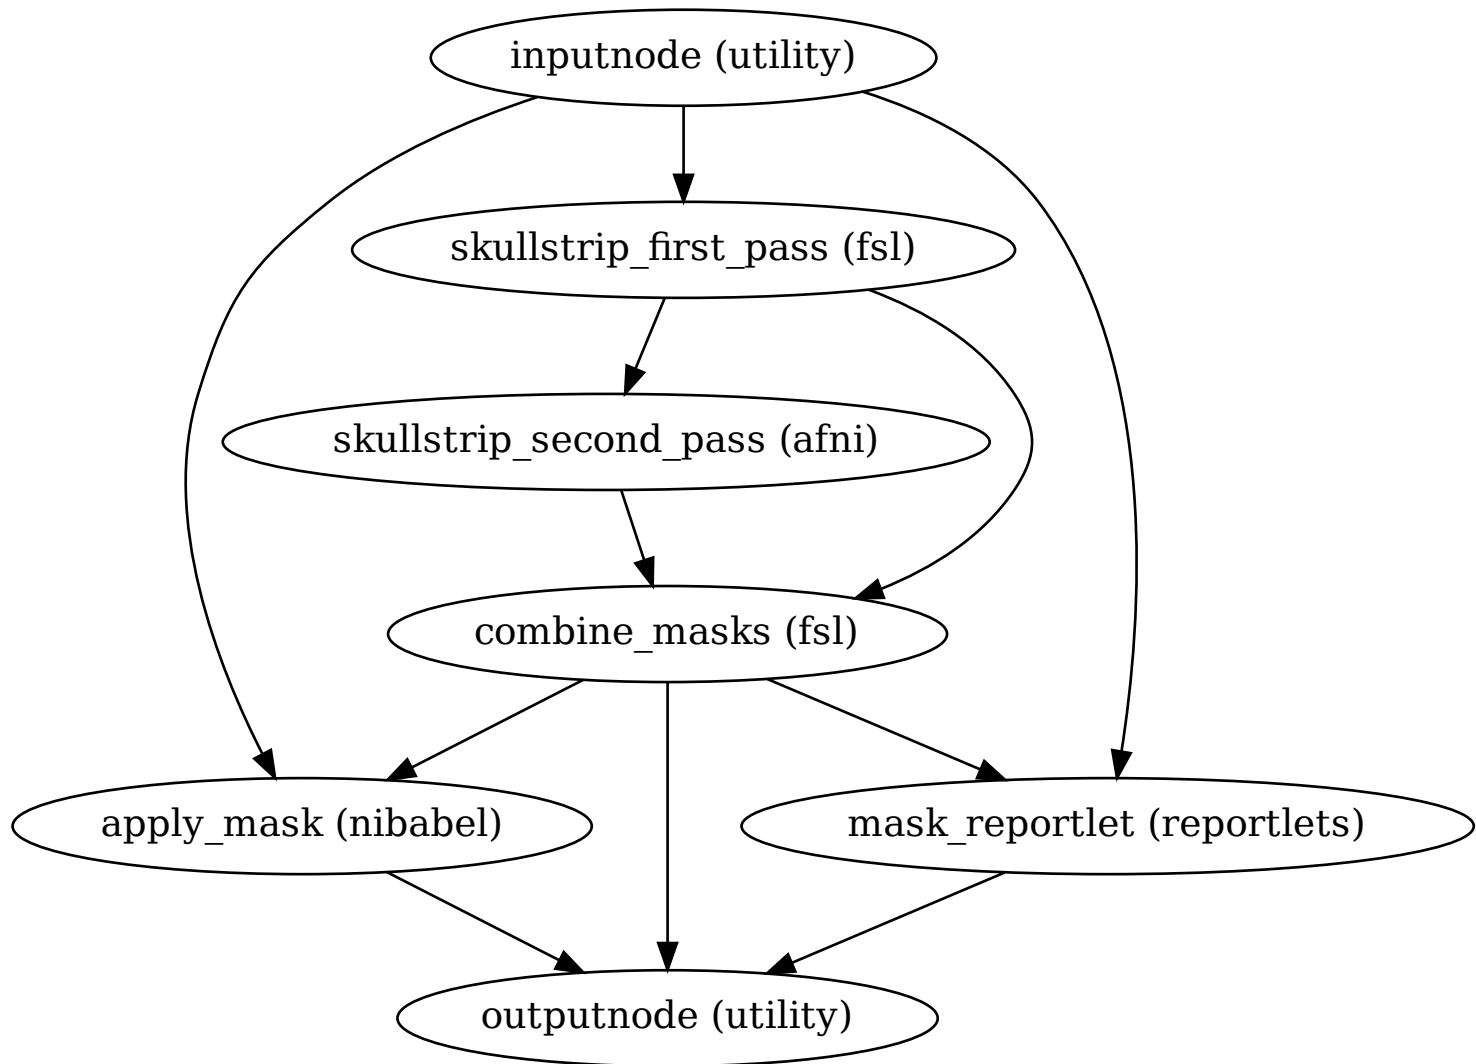 inputnode (utility)
skullstrip_first_pass (fsl)
skullstrip_second_pass (afni)
combine_masks (fsl)
apply_mask (nibabel)
mask_reportlet (reportlets)
outputnode (utility)